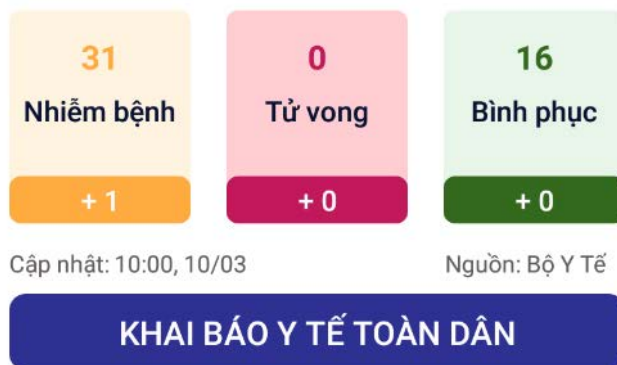 31 0 16
Nhiễm bệnh Tử vong Bình phục
+ 1 + 0 + 0
Cập nhật: 10:00, 10/03 Nguồn: Bộ Y Tế
KHAI BÁO Y TẾ TOÀN DÂN